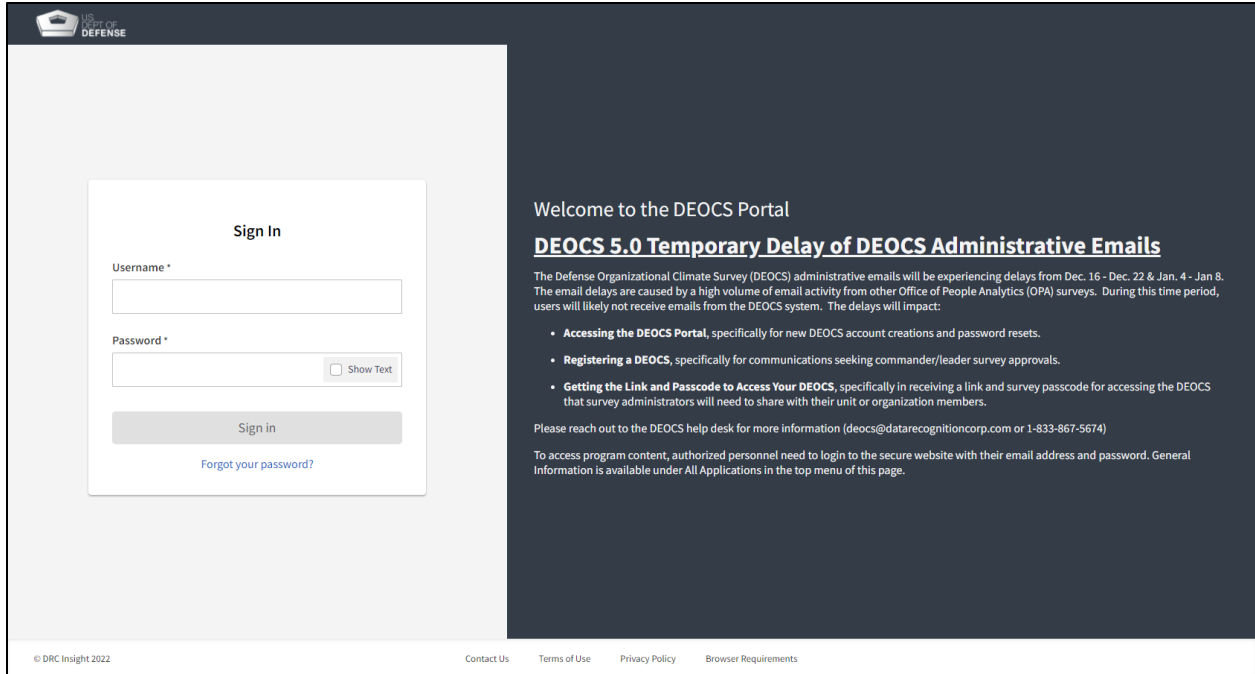 US
DEPT OF
DEFENSE
Sign In
Username *
Password *
Show Text
Sign in
Forgot your password?
Welcome to the DEOCS Portal
DEOCS 5.0 Temporary Delay of DEOCS Administrative Emails
The Defense Organizational Climate Survey (DEOCS) administrative emails will be experiencing delays from Dec. 16 - Dec. 22 & Jan. 4 - Jan 8.
The email delays are caused by a high volume of email activity from other Office of People Analytics (OPA) surveys. During this time period,
users will likely not receive emails from the DEOCS system. The delays will impact:
• Accessing the DEOCS Portal, specifically for new DEOCS account creations and password resets.
• Registering a DEOCS, specifically for communications seeking commander/leader survey approvals.
• Getting the Link and Passcode to Access Your DEOCS, specifically in receiving a link and survey passcode for accessing the DEOCS
that survey administrators will need to share with their unit or organization members.
Please reach out to the DEOCS help desk for more information (deocs@datarecognitioncorp.com or 1-833-867-5674)
To access program content, authorized personnel need to login to the secure website with their email address and password. General
Information is available under All Applications in the top menu of this page.
© DRC Insight 2022
Contact Us
Terms of Use
Privacy Policy
Browser Requirements